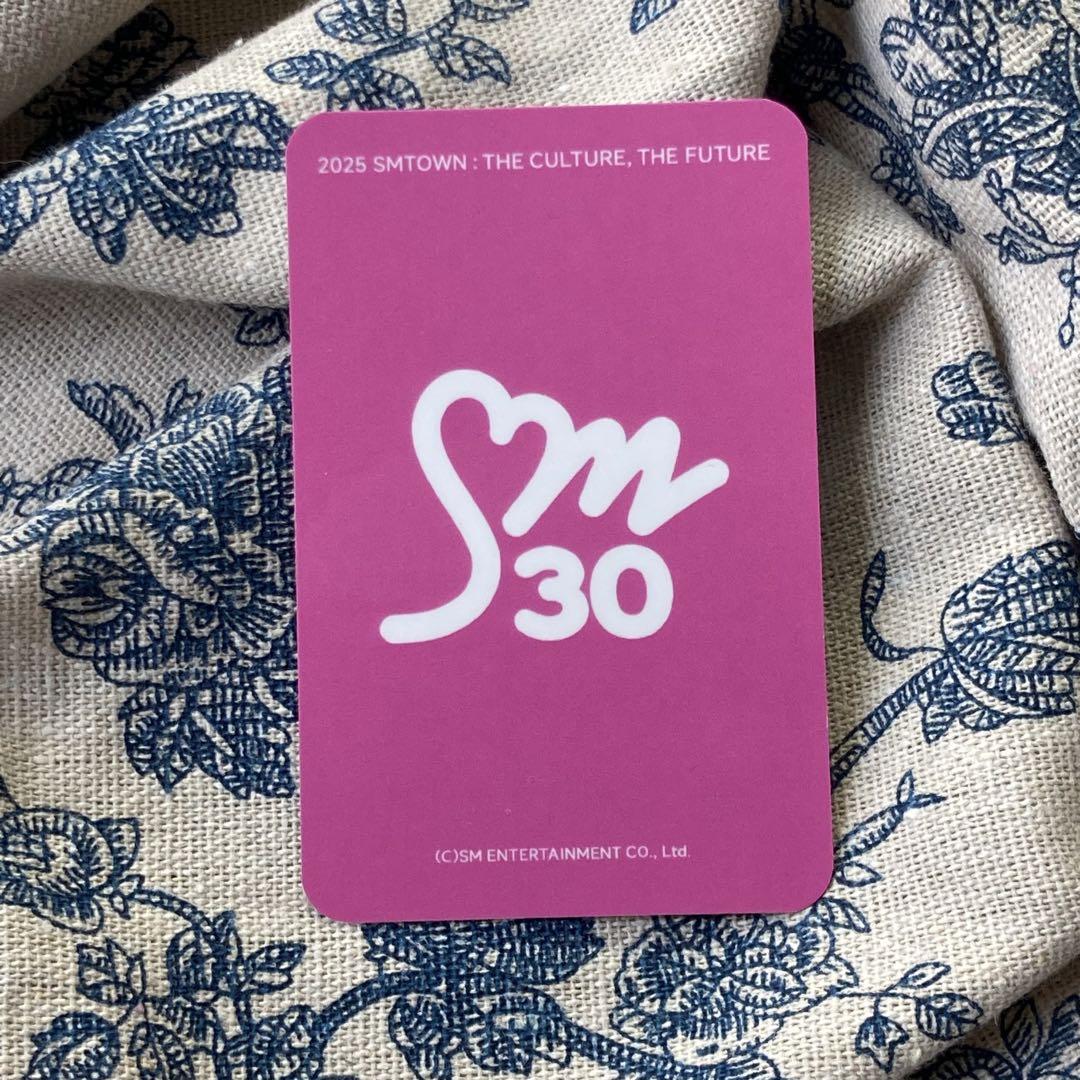 2025 SMTOWN : THE CULTURE, THE FUTURE
Sm
30
(C)SM ENTERTAINMENT CO., Ltd.